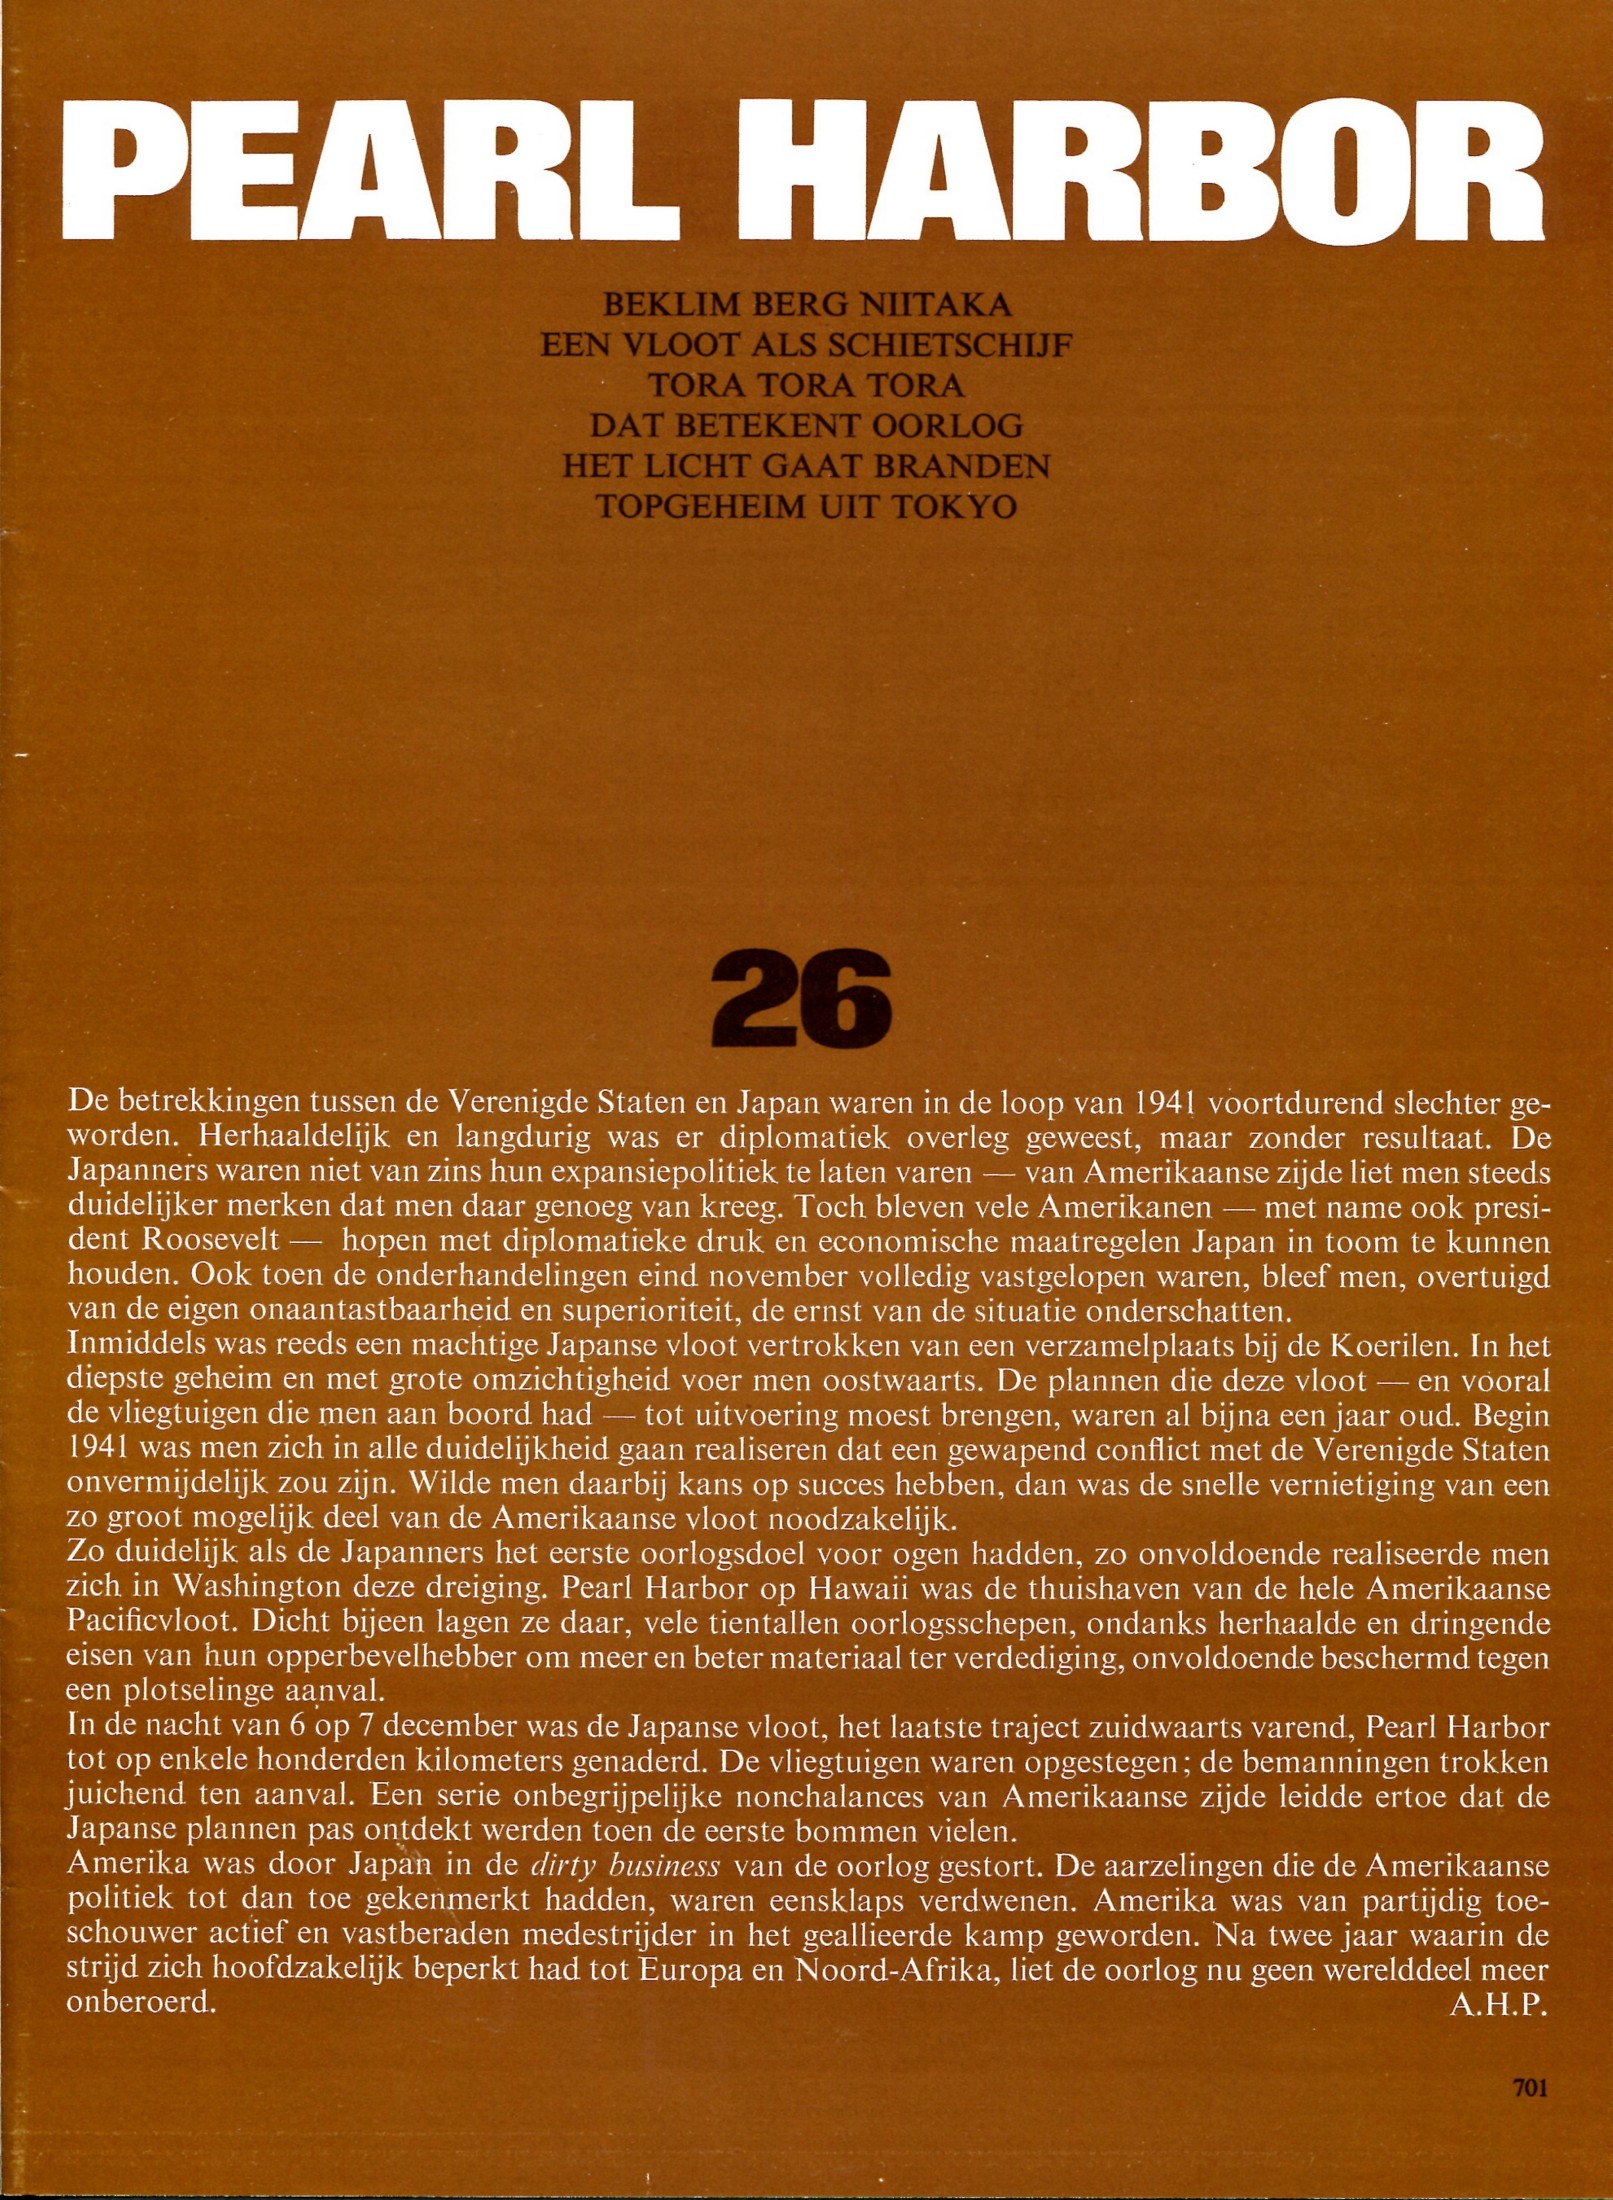 PEARL HARBOR
BEKLIM BERG NIITAKA
EEN VLOOT ALS SCHIETSCHIJF
TORA TORA TORA
DAT BETEKENT OORLOG
HET LICHT GAAT BRANDEN
TOPGEHEIM UIT TOKYO
26
De betrekkingen tussen de Verenigde Staten en Japan waren in de loop van 1941 voortdurend slechter ge-
worden. Herhaaldelijk en langdurig was er diplomatiek overleg geweest, maar zonder resultaat. De
Japanners waren niet van zins hun expansiepolitiek te laten varen — van Amerikaanse zijde liet men steeds
duidelijker merken dat men daar genoeg van kreeg. Toch bleven vele Amerikanen — met name ook presi-
dent Roosevelt — hopen met diplomatieke druk en economische maatregelen Japan in toom te kunnen
houden. Ook toen de onderhandelingen eind november volledig vastgelopen waren, bleef men, overtuigd
van de eigen onaantastbaarheid en superioriteit, de ernst van de situatie onderschatten.
Inmiddels was reeds een machtige Japanse vloot vertrokken van een verzamelplaats bij de Koerilen. In het
diepste geheim en met grote omzichtigheid voer men oostwaarts. De plannen die deze vloot — en vooral
de vliegtuigen die men aan boord had — tot uitvoering moest brengen, waren al bijna een jaar oud. Begin
1941 was men zich in alle duidelijkheid gaan realiseren dat een gewapend conflict met de Verenigde Staten
onvermijdelijk zou zijn. Wilde men daarbij kans op succes hebben, dan was de snelle vernietiging van een
zo groot mogelijk deel van de Amerikaanse vloot noodzakelijk.
Zo duidelijk als de Japanners het eerste oorlogsdoel voor ogen hadden, zo onvoldoende realiseerde men
zich in Washington deze dreiging. Pearl Harbor op Hawaii was de thuishaven van de hele Amerikaanse
Pacificvloot. Dicht bijeen lagen ze daar, vele tientallen oorlogsschepen, ondanks herhaalde en dringende
eisen van hun opperbevelhebber om meer en beter materiaal ter verdediging, onvoldoende beschermd tegen
een plotselinge aanval.
In de nacht van 6 op 7 december was de Japanse vloot, het laatste traject zuidwaarts varend, Pearl Harbor
tot op enkele honderden kilometers genaderd. De vliegtuigen waren opgestegen; de bemanningen trokken
juichend ten aanval. Een serie onbegrijpelijke nonchalances van Amerikaanse zijde leidde ertoe dat de
Japanse plannen pas ontdekt werden toen de eerste bommen vielen.
Amerika was door Japan in de dirty business van de oorlog gestort. De aarzelingen die de Amerikaanse
politiek tot dan toe gekenmerkt hadden, waren eensklaps verdwenen. Amerika was van partijdig toe-
schouwer actief en vastberaden medestrijder in het geallieerde kamp geworden. Na twee jaar waarin de
strijd zich hoofdzakelijk beperkt had tot Europa en Noord-Afrika, liet de oorlog nu geen werelddeel meer
onberoerd. A.H.P.
701